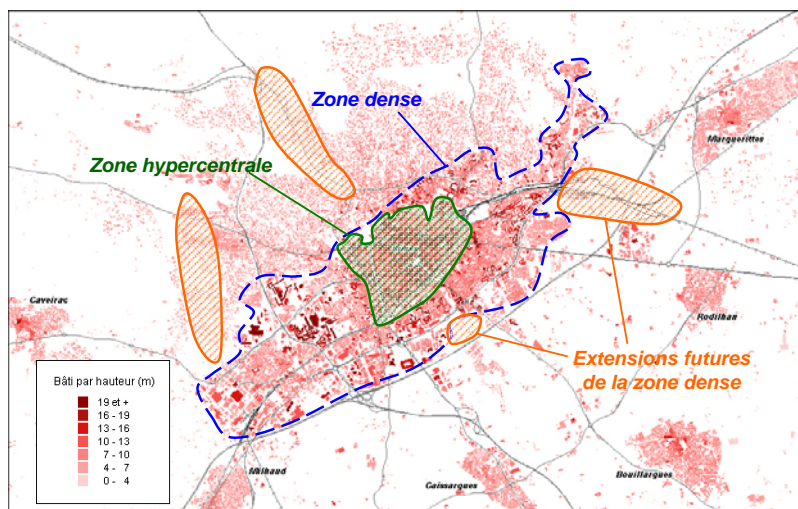 Zone dense
Zone hypercentrale
Marguerittes
Caveirac
Rodilhan
Extensions futures
de la zone dense
Bâti par hauteur (m)
19 et +
16 - 19
13 - 16
10 - 13
7 - 10
4 - 7
0 - 4
Milhaud
Caissargues
Bouillargues